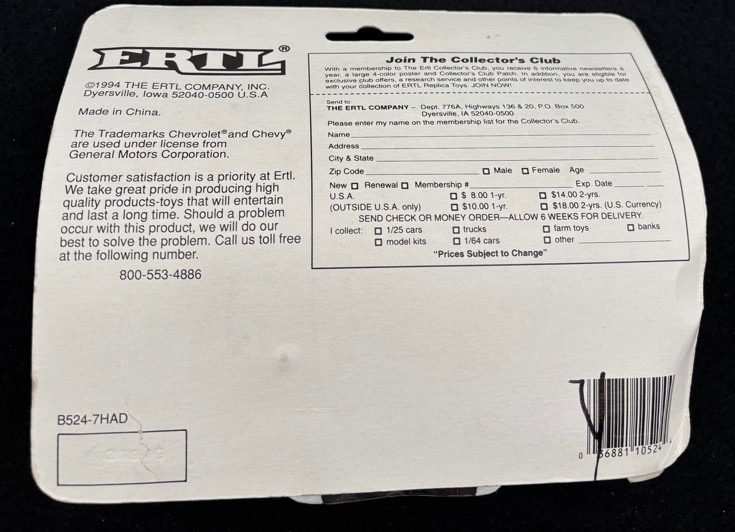 ERTL®
©1994 THE ERTL COMPANY, INC.
Dyersville, Iowa 52040-0500 U.S.A
Made in China.
The Trademarks Chevrolet® and Chevy®
are used under license from
General Motors Corporation.
Customer satisfaction is a priority at Ertl.
We take great pride in producing high
quality products-toys that will entertain
and last a long time. Should a problem
occur with this product, we will do our
best to solve the problem. Call us toll free
at the following number.
800-553-4886
B524-7HAD
Join The Collector's Club
With a membership to The Ertl Collector's Club, you receive 6 informative newsletters a
year, a large 4-color poster and Collector's Club Patch. In addition, you are eligible for
exclusive club offers, a research service and other points of interest to keep you up to date
with your collection of ERTL Replica Toys. JOIN NOW!
Send to
THE ERTL COMPANY – Dept. 776A, Highways 136 & 20, P.O. Box 500
Dyersville, IA 52040-0500
Please enter my name on the membership list for the Collector's Club.
Name
Address
City & State
Zip Code Male Female Age
New Renewal Membership # Exp Date
U.S.A. $ 8.00 1-yr. $14.00 2-yrs.
(OUTSIDE U.S.A. only) $10.00 1-yr. $18.00 2-yrs. (U.S. Currency)
SEND CHECK OR MONEY ORDER—ALLOW 6 WEEKS FOR DELIVERY.
I collect: 1/25 cars trucks farm toys banks
model kits 1/64 cars other
"Prices Subject to Change"
0 36881 10524